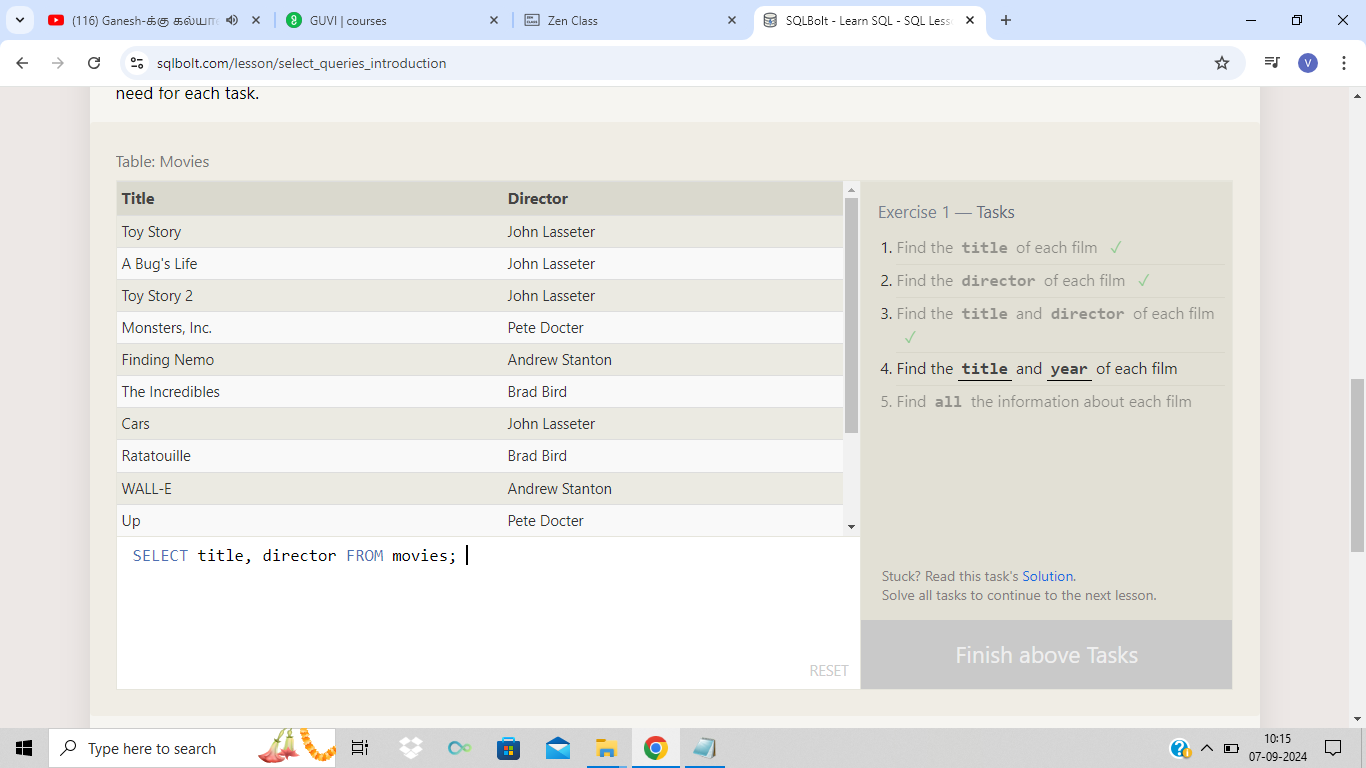 (116) Ganesh-க்கு கல்யா
GUVI | courses
Zen Class
SQLBolt - Learn SQL - SQL Less
sqlbolt.com/lesson/select_queries_introduction
V
need for each task.
Table: Movies
Title Director
Toy Story John Lasseter
A Bug's Life John Lasseter
Toy Story 2 John Lasseter
Monsters, Inc. Pete Docter
Finding Nemo Andrew Stanton
The Incredibles Brad Bird
Cars John Lasseter
Ratatouille Brad Bird
WALL-E Andrew Stanton
Up Pete Docter
SELECT title, director FROM movies;
RESET
Exercise 1 — Tasks
1. Find the title of each film ✓
2. Find the director of each film ✓
3. Find the title and director of each film
✓
4. Find the title and year of each film
5. Find all the information about each film
Stuck? Read this task's Solution.
Solve all tasks to continue to the next lesson.
Finish above Tasks
Type here to search
10:15
07-09-2024